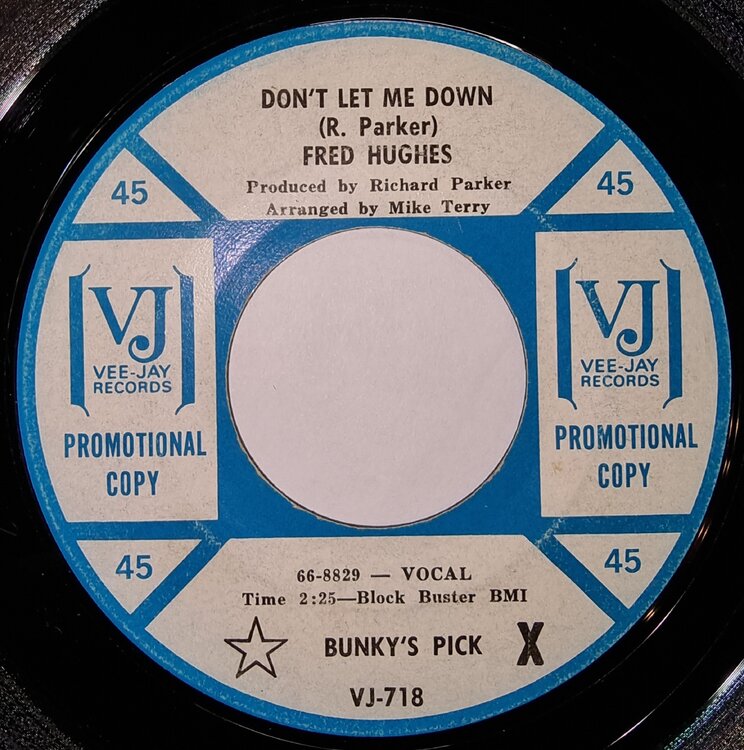 DON'T LET ME DOWN
(R. Parker)
FRED HUGHES
Produced by Richard Parker
Arranged by Mike Terry
45
45
VJ
VEE-JAY
RECORDS
PROMOTIONAL
COPY
VJ
VEE-JAY
RECORDS
PROMOTIONAL
COPY
45
45
66-8829 — VOCAL
Time 2:25—Block Buster BMI
BUNKY'S PICK X
VJ-718